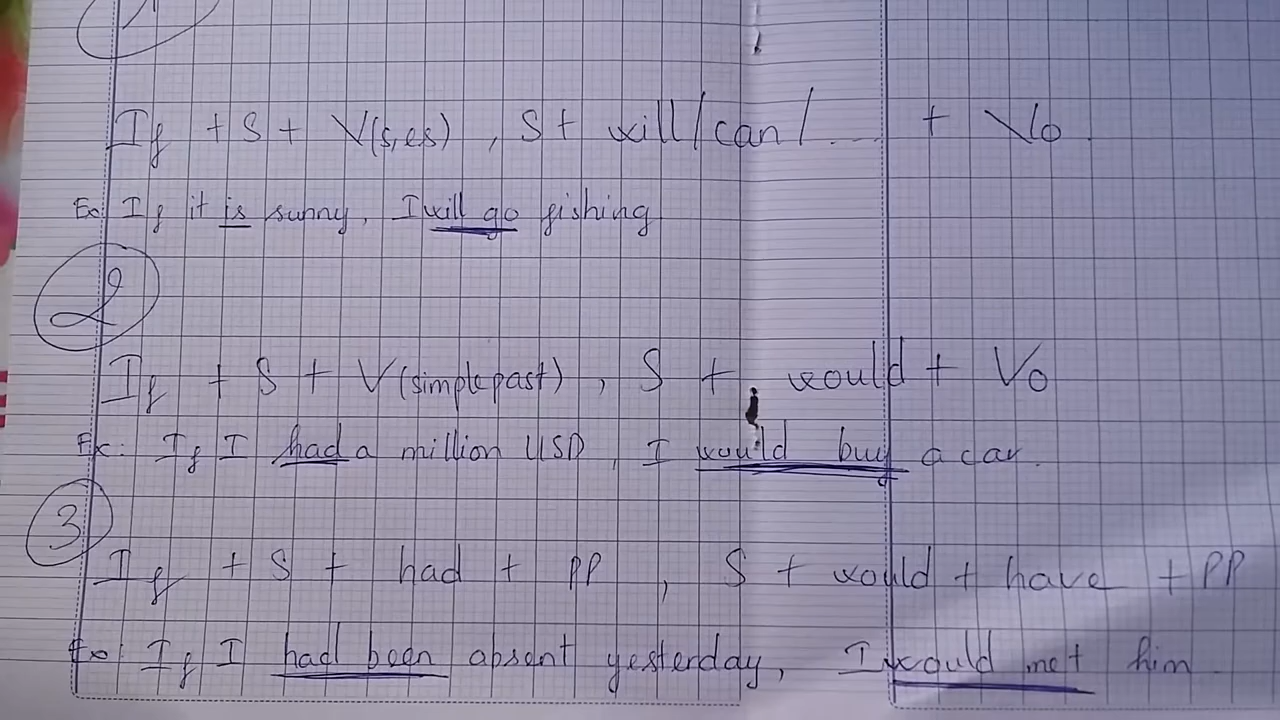 If + S + V(s,es), S + will/can/.... + Vo
Ex: If it is sunny, I will go fishing
2
If + S + V(simple past), S + would + Vo
Ex: If I had a million USD, I would buy a car.
3
If + S + had + PP, S + would + have + PP
Ex: If I had been absent yesterday, I would met him.